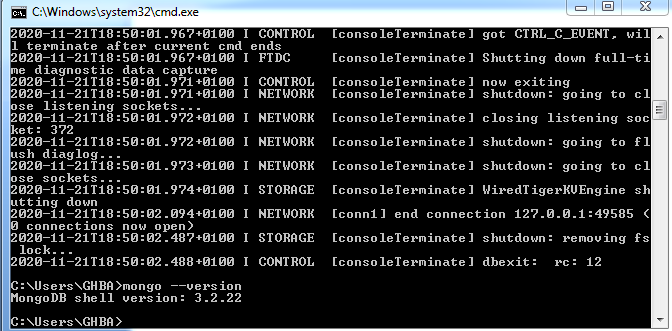 C:\Windows\system32\cmd.exe
2020-11-21T18:50:01.967+0100 I CONTROL  [consoleTerminate] got CTRL_C_EVENT, wil
l terminate after current cmd ends
2020-11-21T18:50:01.967+0100 I FTDC     [consoleTerminate] Shutting down full-ti
me diagnostic data capture
2020-11-21T18:50:01.971+0100 I CONTROL  [consoleTerminate] now exiting
2020-11-21T18:50:01.971+0100 I NETWORK  [consoleTerminate] shutdown: going to cl
ose listening sockets...
2020-11-21T18:50:01.972+0100 I NETWORK  [consoleTerminate] closing listening soc
ket: 372
2020-11-21T18:50:01.972+0100 I NETWORK  [consoleTerminate] shutdown: going to fl
ush diaglog...
2020-11-21T18:50:01.973+0100 I NETWORK  [consoleTerminate] shutdown: going to cl
ose sockets...
2020-11-21T18:50:01.974+0100 I STORAGE  [consoleTerminate] WiredTigerKVEngine sh
utting down
2020-11-21T18:50:02.094+0100 I NETWORK  [conn1] end connection 127.0.0.1:49585 (
0 connections now open)
2020-11-21T18:50:02.487+0100 I STORAGE  [consoleTerminate] shutdown: removing fs
 lock...
2020-11-21T18:50:02.488+0100 I CONTROL  [consoleTerminate] dbexit:  rc: 12
C:\Users\GHBA>mongo --version
MongoDB shell version: 3.2.22
C:\Users\GHBA>